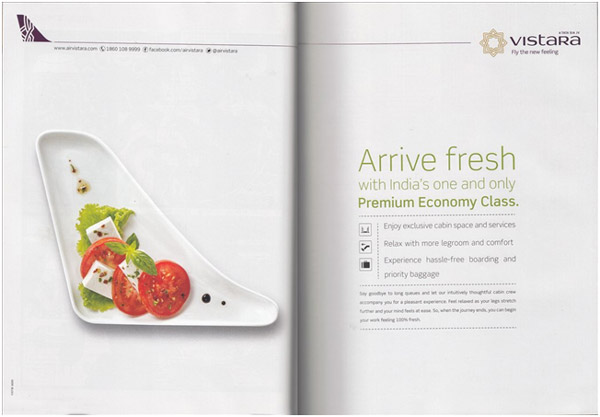 www.airvistara.com 1860 108 9999 facebook.com/airvistara @airvistara
VISTARA
Fly the new feeling
Arrive fresh
with India's one and only
Premium Economy Class.
Enjoy exclusive cabin space and services
Relax with more legroom and comfort
Experience hassle-free boarding and
priority baggage
Say goodbye to long queues and let our intuitively thoughtful cabin crew
accompany you for a pleasant experience. Feel relaxed as your legs stretch
further and your mind feels at ease. So, when the journey ends, you can begin
your work feeling 100% fresh.